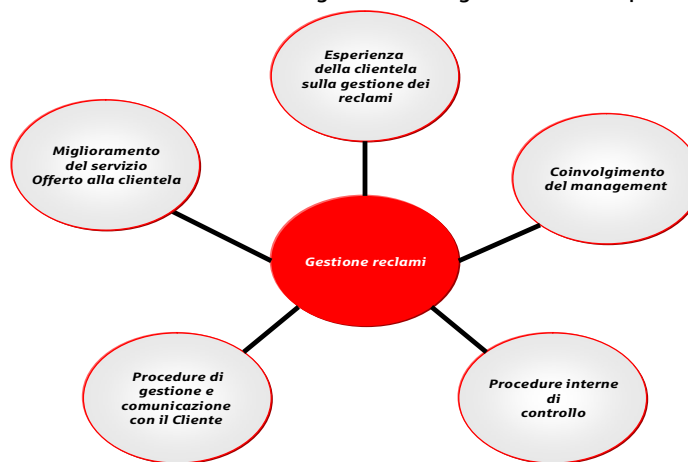 Esperienza
della clientela
sulla gestione dei
reclami
Miglioramento
del servizio
Offerto alla clientela
Coinvolgimento
del management
Gestione reclami
Procedure di
gestione e
comunicazione
con il Cliente
Procedure interne
di
controllo